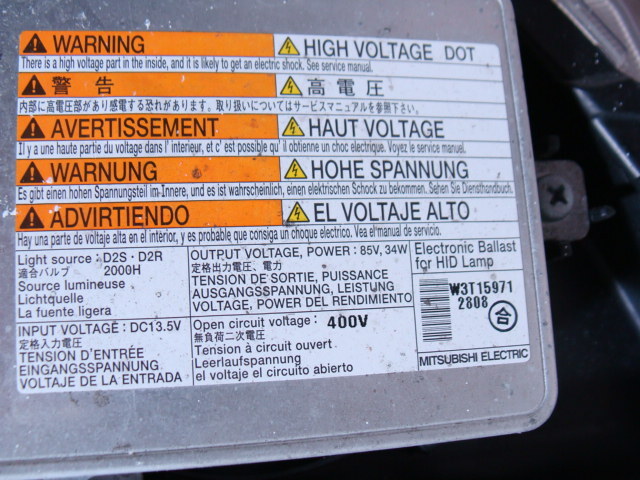 WARNING HIGH VOLTAGE DOT
There is a high voltage part in the inside, and it is likely to get an electric shock. See service manual.
警告 高電圧
内部に高電圧部があり感電する恐れがあります。取り扱いについてはサービスマニュアルを参照下さい。
AVERTISSEMENT HAUT VOLTAGE
Il y a une haute partie du voltage dans l' interieur, et c' est possible qu' il obtienne un choc electrique. Voyez le service manuel.
WARNUNG HOHE SPANNUNG
Es gibt einen hohen Spannungsteil im Innere, und es ist wahrscheinlich, einen elektrischen Schock zu bekommen. Sehen Sie Diensthandbuch.
ADVIRTIENDO EL VOLTAJE ALTO
Hay una parte de voltaje alta en el interior, y es probable que consiga un choque electrico. Vea el manual de servicio.
Light source : D2S・D2R
適合バルブ 2000H
Source lumineuse
Lichtquelle
La fuente ligera
OUTPUT VOLTAGE, POWER : 85V, 34W
定格出力電圧、電力
TENSION DE SORTIE, PUISSANCE
AUSGANGSSPANNUNG, LEISTUNG
VOLTAGE, POWER DEL RENDIMIENTO
Electronic Ballast
for HID Lamp
W3T15971
2808
合
MITSUBISHI ELECTRIC
INPUT VOLTAGE : DC13.5V
定格入力電圧
TENSION D'ENTRÉE
EINGANGSSPANNUNG
VOLTAJE DE LA ENTRADA
Open circuit voltage : 400V
無負荷二次電圧
Tension à circuit ouvert
Leerlaufspannung
el voltaje el circuito abierto